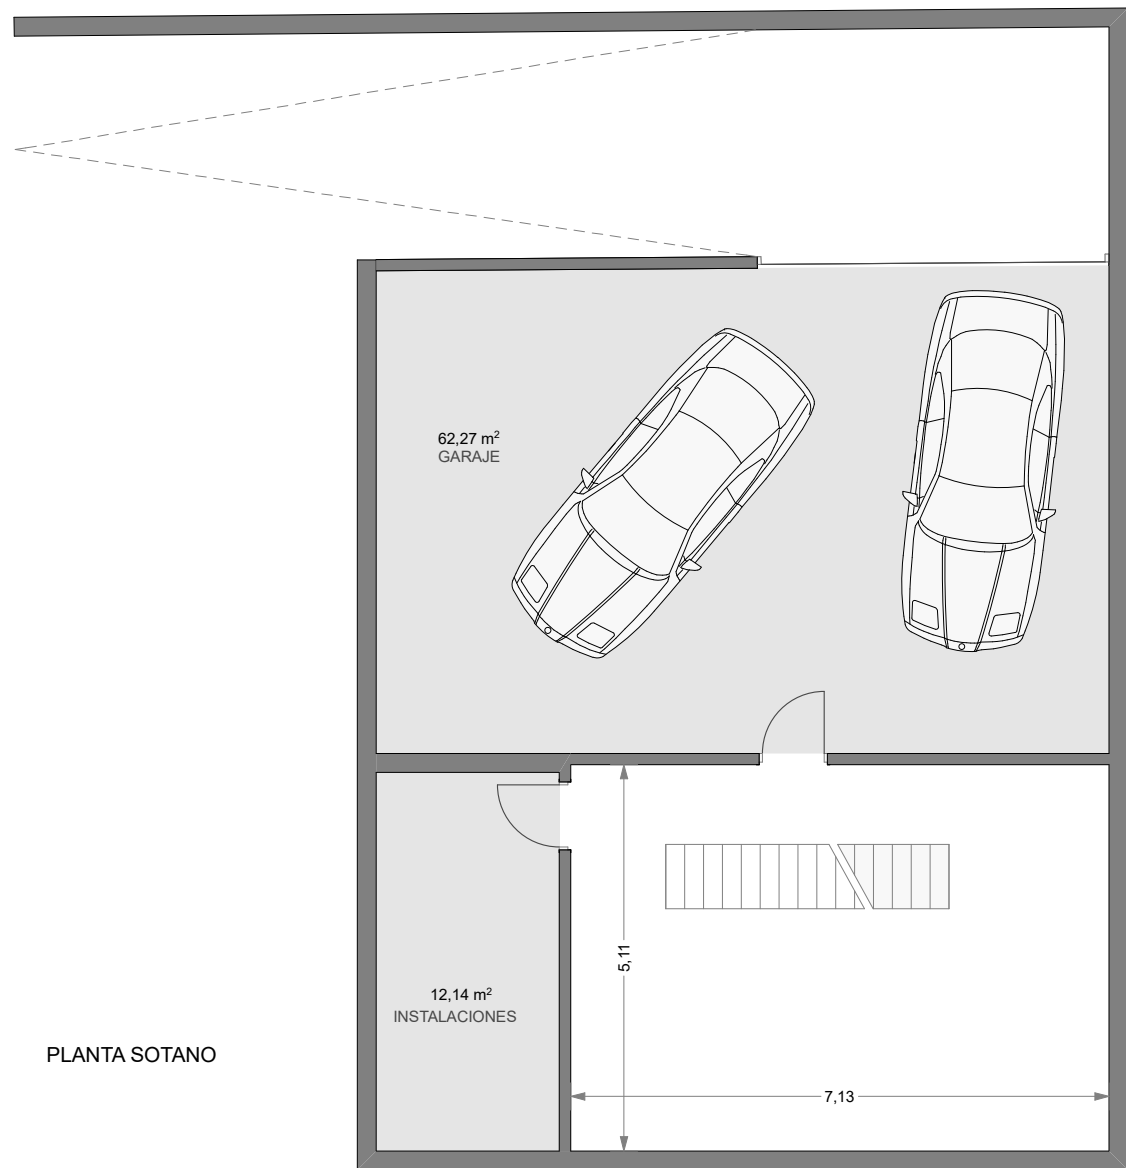 62,27 m²
GARAJE
5,11
12,14 m²
INSTALACIONES
PLANTA SOTANO
7,13